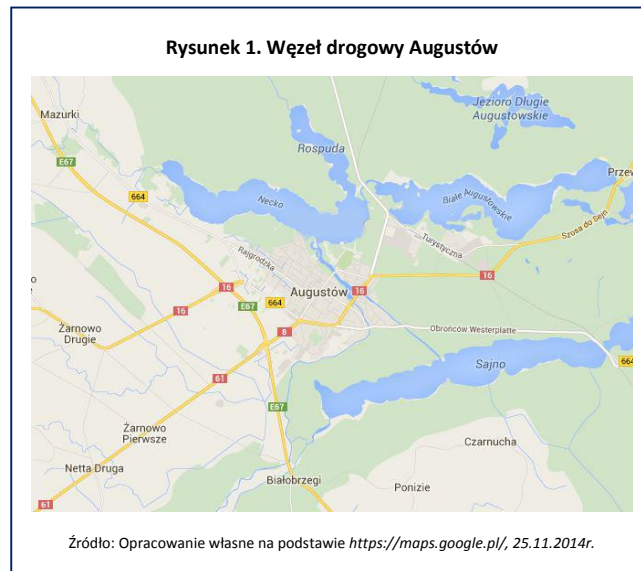 Rysunek 1. Węzeł drogowy Augustów
Mazurki
Jezioro Długie
Augustowskie
Rospuda
E67
664
Necko
Białe Augustowskie
Przew
Szosa do Sejn
Turystyczna
Rajgrodzka
16
16
16
Augustów
16
E67
664
8
Obrońców Westerplatte
Żarnowo
Drugie
Sajno
664
61
E67
Żarnowo
Pierwsze
Czarnucha
Netta Druga
Białobrzegi
Ponizie
61
Źródło: Opracowanie własne na podstawie https://maps.google.pl/, 25.11.2014r.